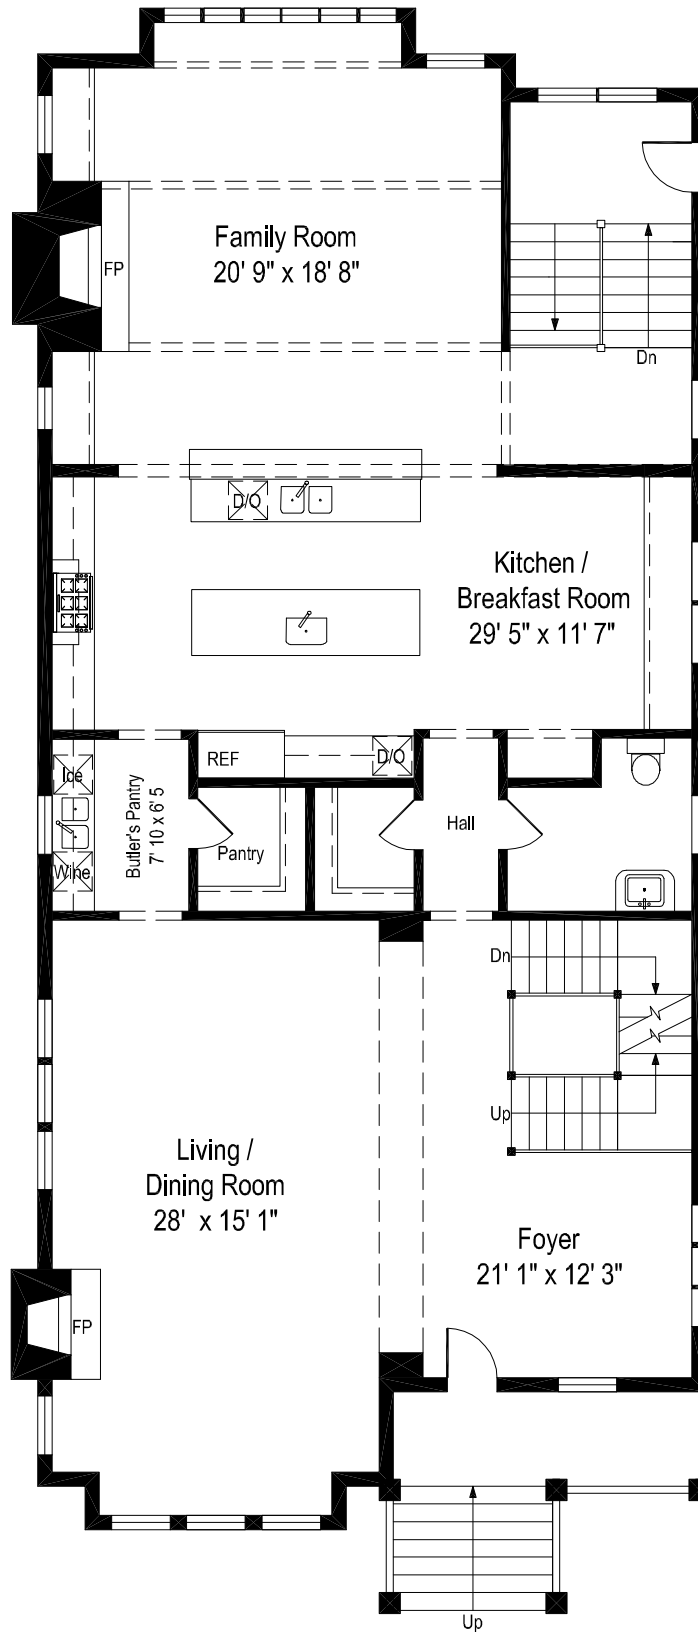 Family Room
20' 9" x 18' 8"
FP
Dn
D/O
Kitchen /
Breakfast Room
29' 5" x 11' 7"
REF
D/O
Ice
Butler's Pantry
7' 10 x 6' 5
Wine
Pantry
Hall
Dn
Up
Living /
Dining Room
28'  x 15' 1"
Foyer
21' 1" x 12' 3"
FP
Up